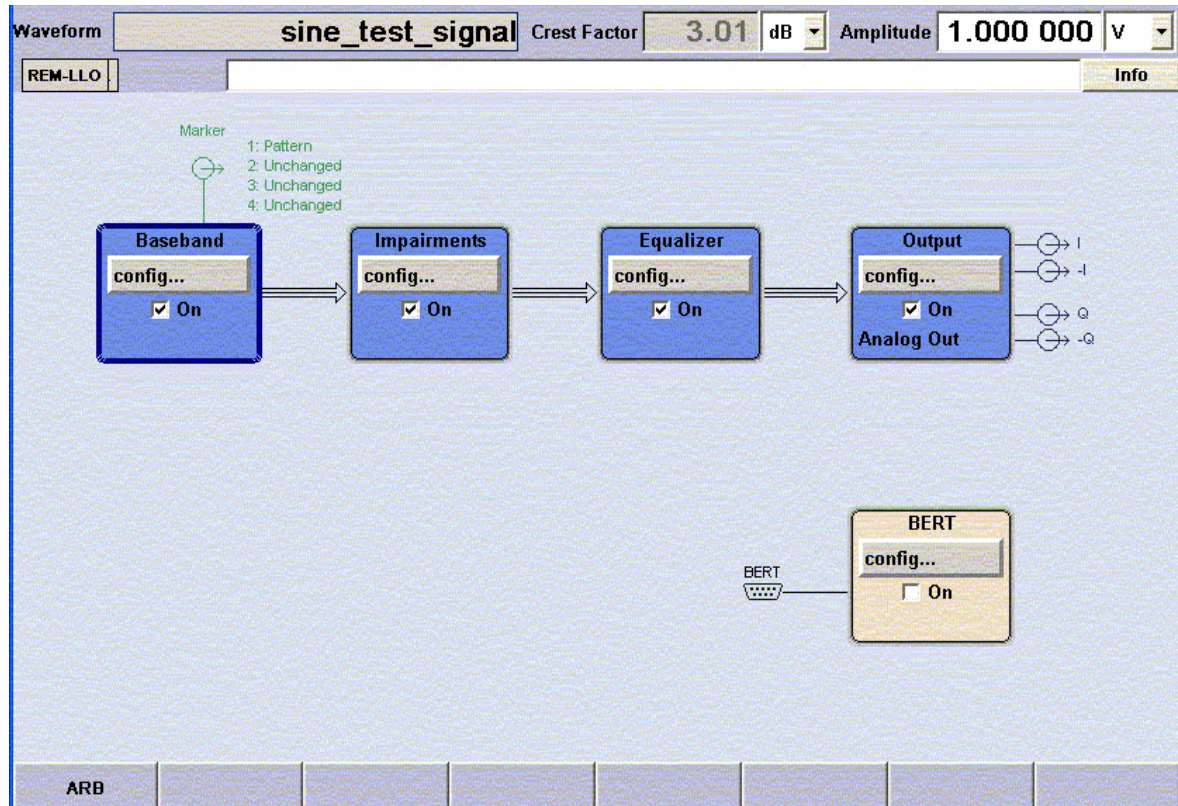 Waveform sine_test_signal Crest Factor 3.01 dB Amplitude 1.000 000 V
REM-LLO Info
Marker
1: Pattern
2: Unchanged
3: Unchanged
4: Unchanged
Baseband
config...
On
Impairments
config...
On
Equalizer
config...
On
Output
config...
On
Analog Out
I
-I
Q
-Q
BERT
BERT
config...
On
ARB